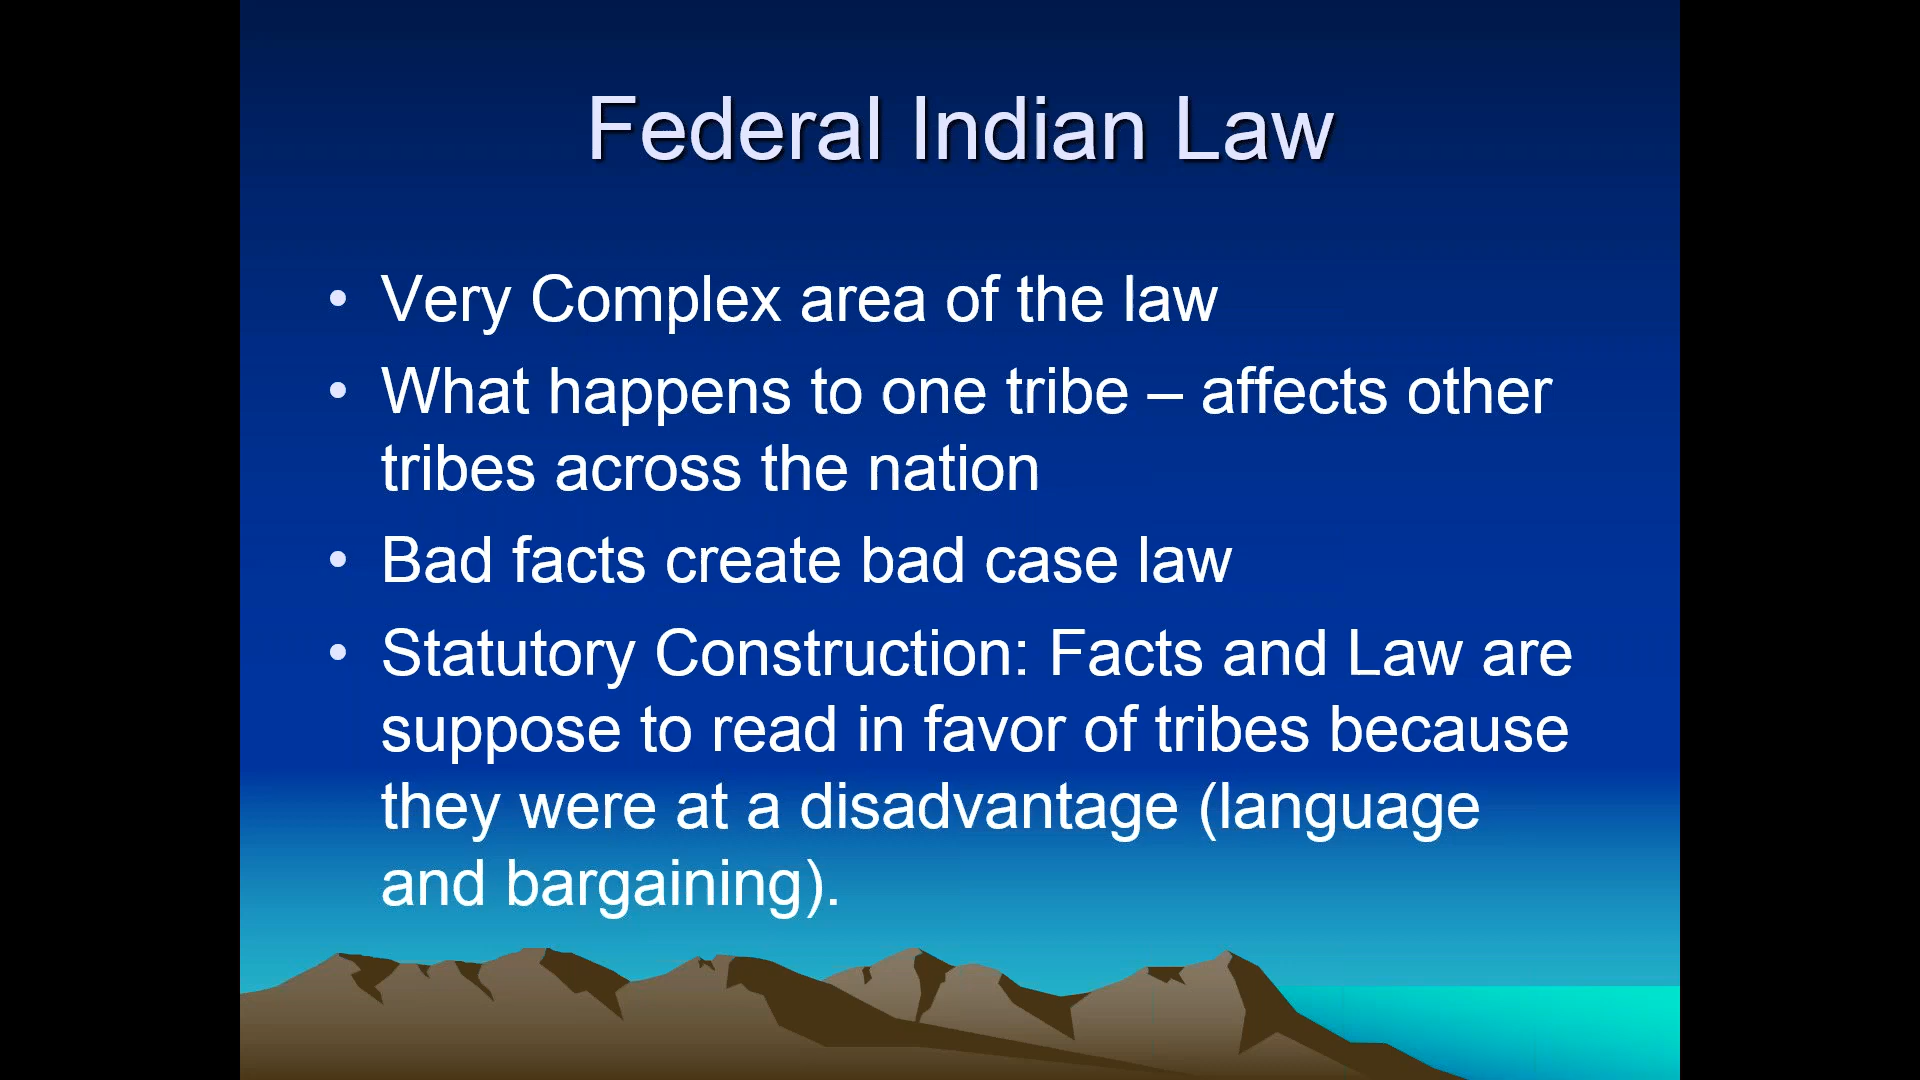 Federal Indian Law
• Very Complex area of the law
• What happens to one tribe – affects other
tribes across the nation
• Bad facts create bad case law
• Statutory Construction: Facts and Law are
suppose to read in favor of tribes because
they were at a disadvantage (language
and bargaining).